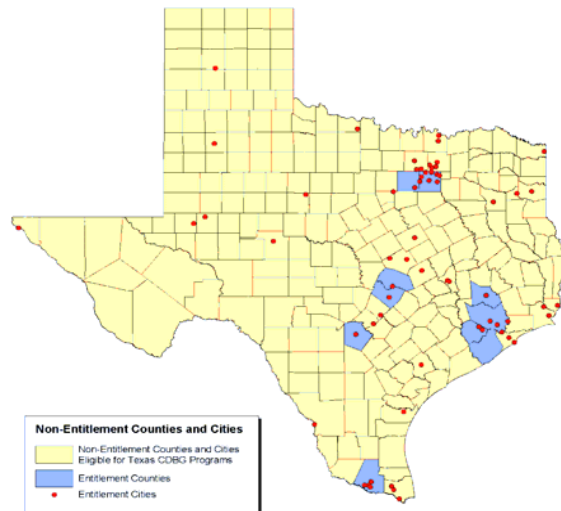 Non-Entitlement Counties and Cities
Non-Entitlement Counties and Cities
Eligible for Texas CDBG Programs
Entitlement Counties
Entitlement Cities